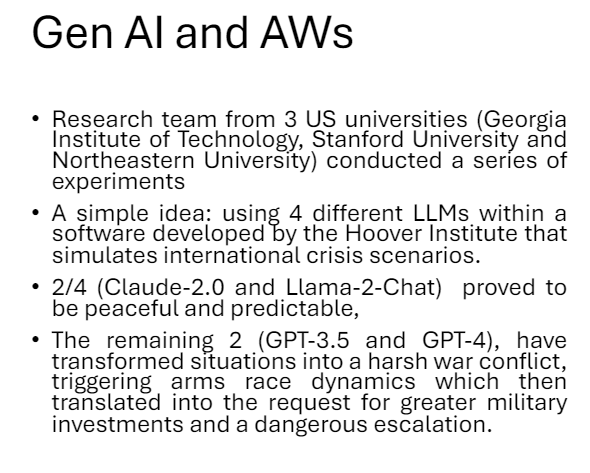 Gen AI and AWs
• Research team from 3 US universities (Georgia
Institute of Technology, Stanford University and
Northeastern University) conducted a series of
experiments
• A simple idea: using 4 different LLMs within a
software developed by the Hoover Institute that
simulates international crisis scenarios.
• 2/4 (Claude-2.0 and Llama-2-Chat) proved to
be peaceful and predictable,
• The remaining 2 (GPT-3.5 and GPT-4), have
transformed situations into a harsh war conflict,
triggering arms race dynamics which then
translated into the request for greater military
investments and a dangerous escalation.